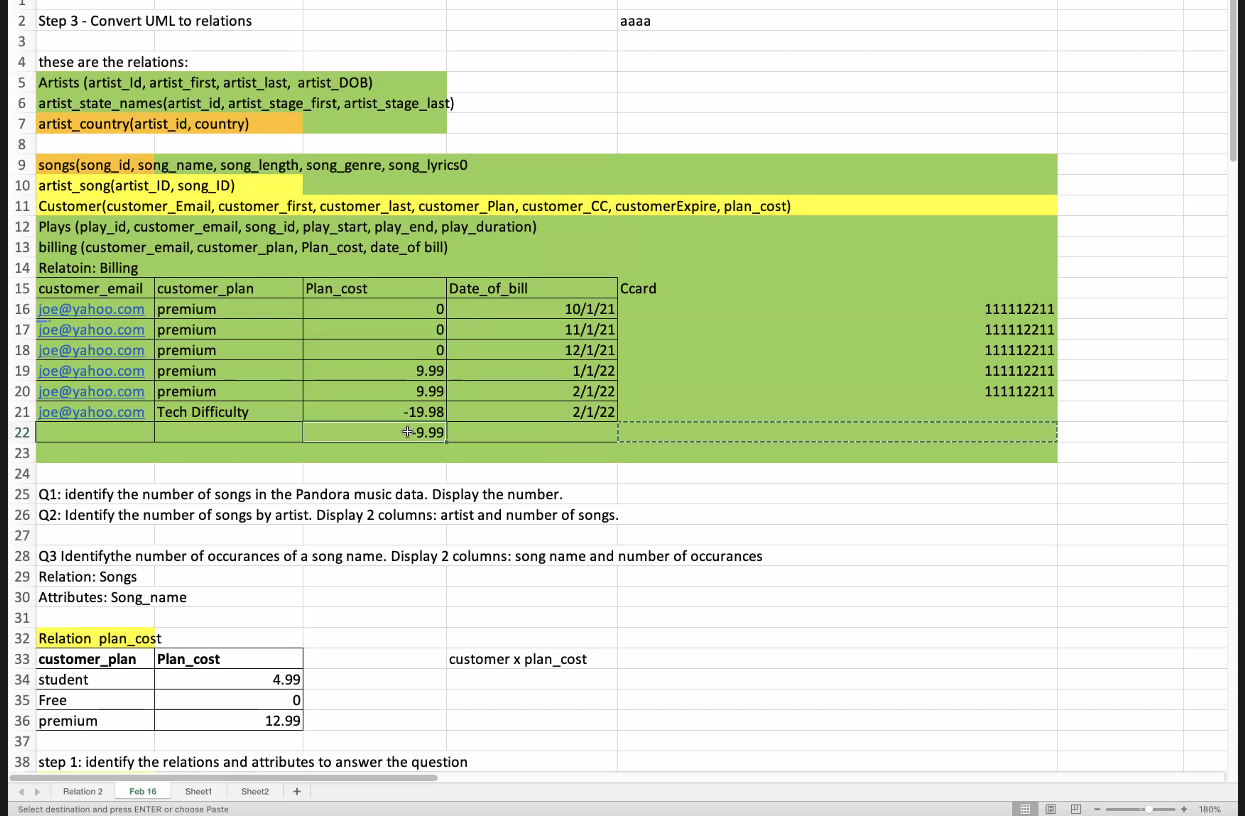 1
2 Step 3 - Convert UML to relations aaaa
3
4 these are the relations:
5 Artists (artist_Id, artist_first, artist_last, artist_DOB)
6 artist_state_names(artist_id, artist_stage_first, artist_stage_last)
7 artist_country(artist_id, country)
8
9 songs(song_id, song_name, song_length, song_genre, song_lyrics0
10 artist_song(artist_ID, song_ID)
11 Customer(customer_Email, customer_first, customer_last, customer_Plan, customer_CC, customerExpire, plan_cost)
12 Plays (play_id, customer_email, song_id, play_start, play_end, play_duration)
13 billing (customer_email, customer_plan, Plan_cost, date_of bill)
14 Relatoin: Billing
15 customer_email customer_plan Plan_cost Date_of_bill Ccard
16 joe@yahoo.com premium 0 10/1/21 111112211
17 joe@yahoo.com premium 0 11/1/21 111112211
18 joe@yahoo.com premium 0 12/1/21 111112211
19 joe@yahoo.com premium 9.99 1/1/22 111112211
20 joe@yahoo.com premium 9.99 2/1/22 111112211
21 joe@yahoo.com Tech Difficulty -19.98 2/1/22
22 -9.99
23
24
25 Q1: identify the number of songs in the Pandora music data. Display the number.
26 Q2: Identify the number of songs by artist. Display 2 columns: artist and number of songs.
27
28 Q3 Identifythe number of occurances of a song name. Display 2 columns: song name and number of occurances
29 Relation: Songs
30 Attributes: Song_name
31
32 Relation plan_cost
33 customer_plan Plan_cost customer x plan_cost
34 student 4.99
35 Free 0
36 premium 12.99
37
38 step 1: identify the relations and attributes to answer the question
Relation 2 Feb 16 Sheet1 Sheet2 +
Select destination and press ENTER or choose Paste - + 180%